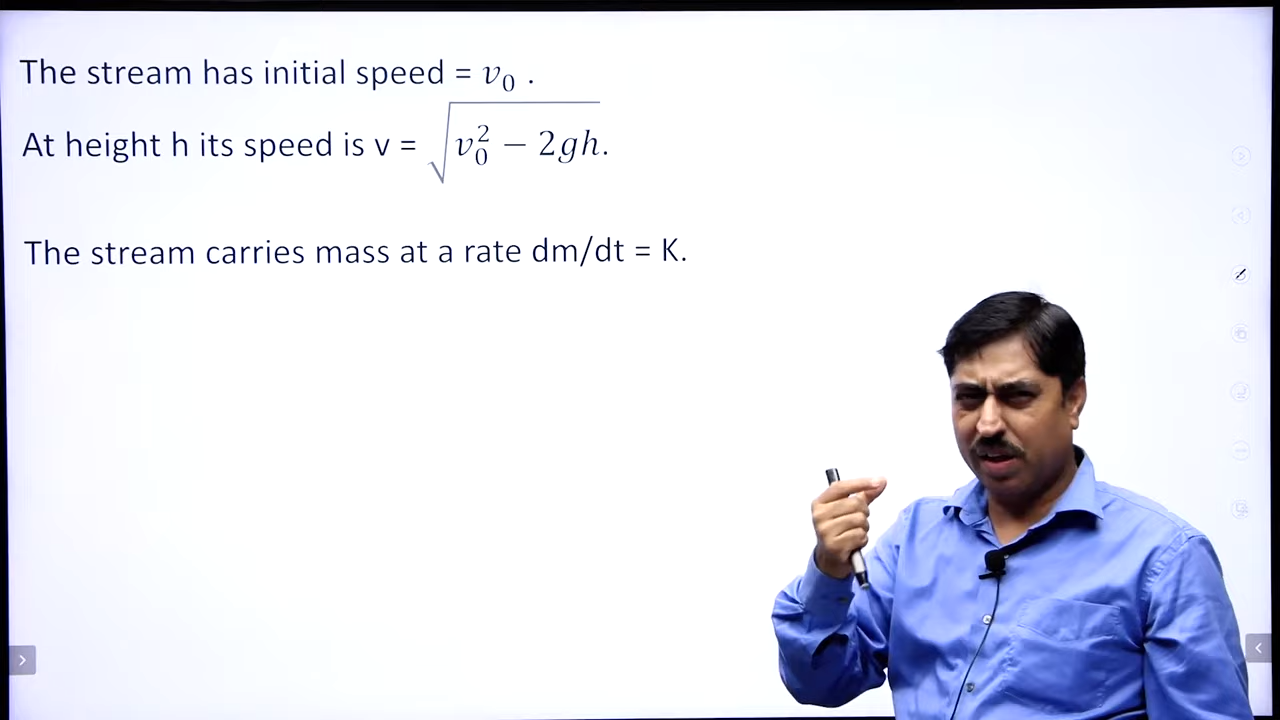 The stream has initial speed = v₀ .
At height h its speed is v = √(v₀² − 2gh).
The stream carries mass at a rate dm/dt = K.